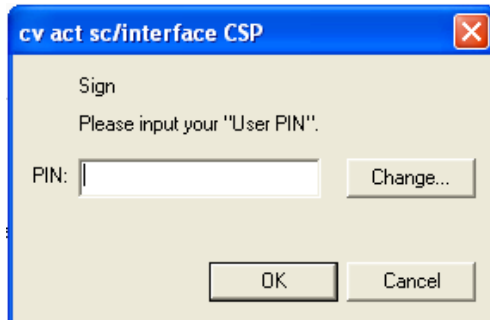 cv act sc/interface CSP
Sign
Please input your "User PIN".
PIN:
Change...
OK
Cancel